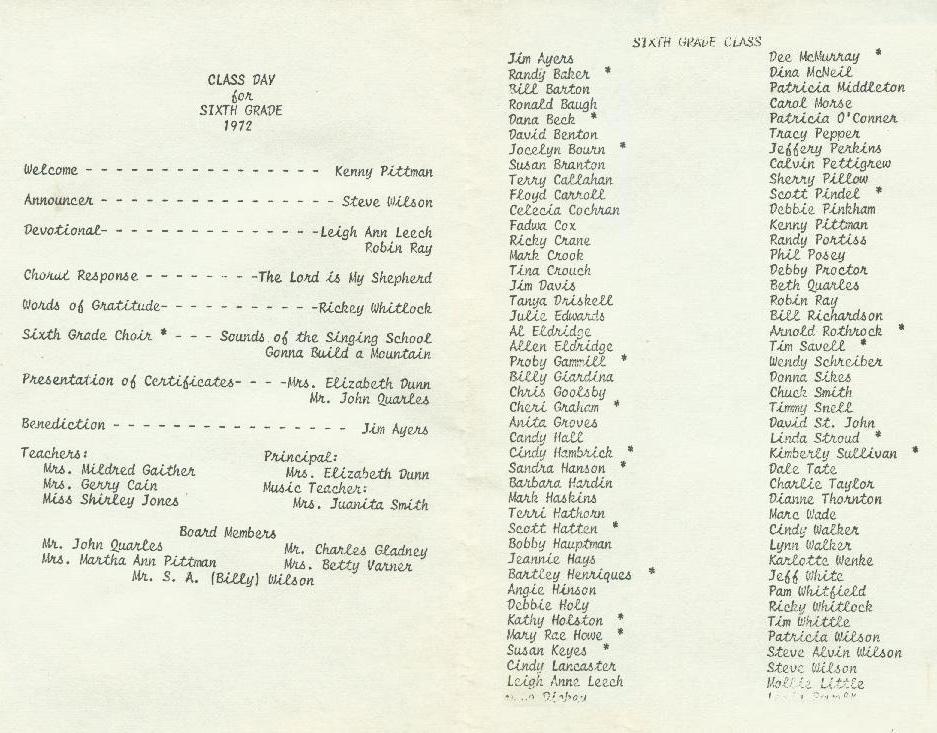 CLASS DAY
for
SIXTH GRADE
1972
Welcome - - - - - - - - - - - - - - - - Kenny Pittman
Announcer - - - - - - - - - - - - - - - - Steve Wilson
Devotional- - - - - - - - - - - - - - -Leigh Ann Leech
Robin Ray
Choral Response - - - - - - - - -The Lord is My Shepherd
Words of Gratitude- - - - - - - - - - -Rickey Whitlock
Sixth Grade Choir * - - - Sounds of the Singing School
Gonna Build a Mountain
Presentation of Certificates- - - -Mrs. Elizabeth Dunn
Mr. John Quarles
Benediction - - - - - - - - - - - - - - - - Jim Ayers
Teachers:
Mrs. Mildred Gaither
Mrs. Gerry Cain
Miss Shirley Jones
Principal:
Mrs. Elizabeth Dunn
Music Teacher:
Mrs. Juanita Smith
Board Members
Mr. John Quarles
Mr. Charles Gladney
Mrs. Martha Ann Pittman
Mrs. Betty Varner
Mr. S. A. (Billy) Wilson
SIXTH GRADE CLASS
Jim Ayers
Randy Baker *
Bill Barton
Ronald Baugh
Dana Beck *
David Benton
Jocelyn Bourn *
Susan Branton
Terry Callahan
Floyd Carroll
Celecia Cochran
Fadwa Cox
Ricky Crane
Mark Crook
Tina Crouch
Jim Davis
Tanya Driskell
Julie Edwards
Al Eldridge
Allen Eldridge
Proby Gammill *
Billy Giardina
Chris Goolsby
Cheri Graham *
Anita Groves
Candy Hall
Cindy Hambrick *
Sandra Hanson *
Barbara Hardin
Mark Haskins
Terri Hathorn
Scott Hatten *
Bobby Hauptman
Jeannie Hays
Bartley Henriques *
Angie Hinson
Debbie Holy
Kathy Holston *
Mary Rae Howe *
Susan Keyes *
Cindy Lancaster
Leigh Anne Leech
Dee McMurray *
Dina McNeil
Patricia Middleton
Carol Morse
Patricia O'Conner
Tracy Pepper
Jeffery Perkins
Calvin Pettigrew
Sherry Pillow
Scott Pindel *
Debbie Pinkham
Kenny Pittman
Randy Portiss
Phil Posey
Debby Proctor
Beth Quarles
Robin Ray
Bill Richardson
Arnold Rothrock *
Tim Savell *
Wendy Schreiber
Donna Sikes
Chuck Smith
Timmy Snell
David St. John
Linda Stroud *
Kimberly Sullivan *
Dale Tate
Charlie Taylor
Dianne Thornton
Marc Wade
Cindy Walker
Lynn Walker
Karlotte Wenke
Jeff White
Pam Whitfield
Ricky Whitlock
Tim Whittle
Patricia Wilson
Steve Alvin Wilson
Steve Wilson
Mollie Little